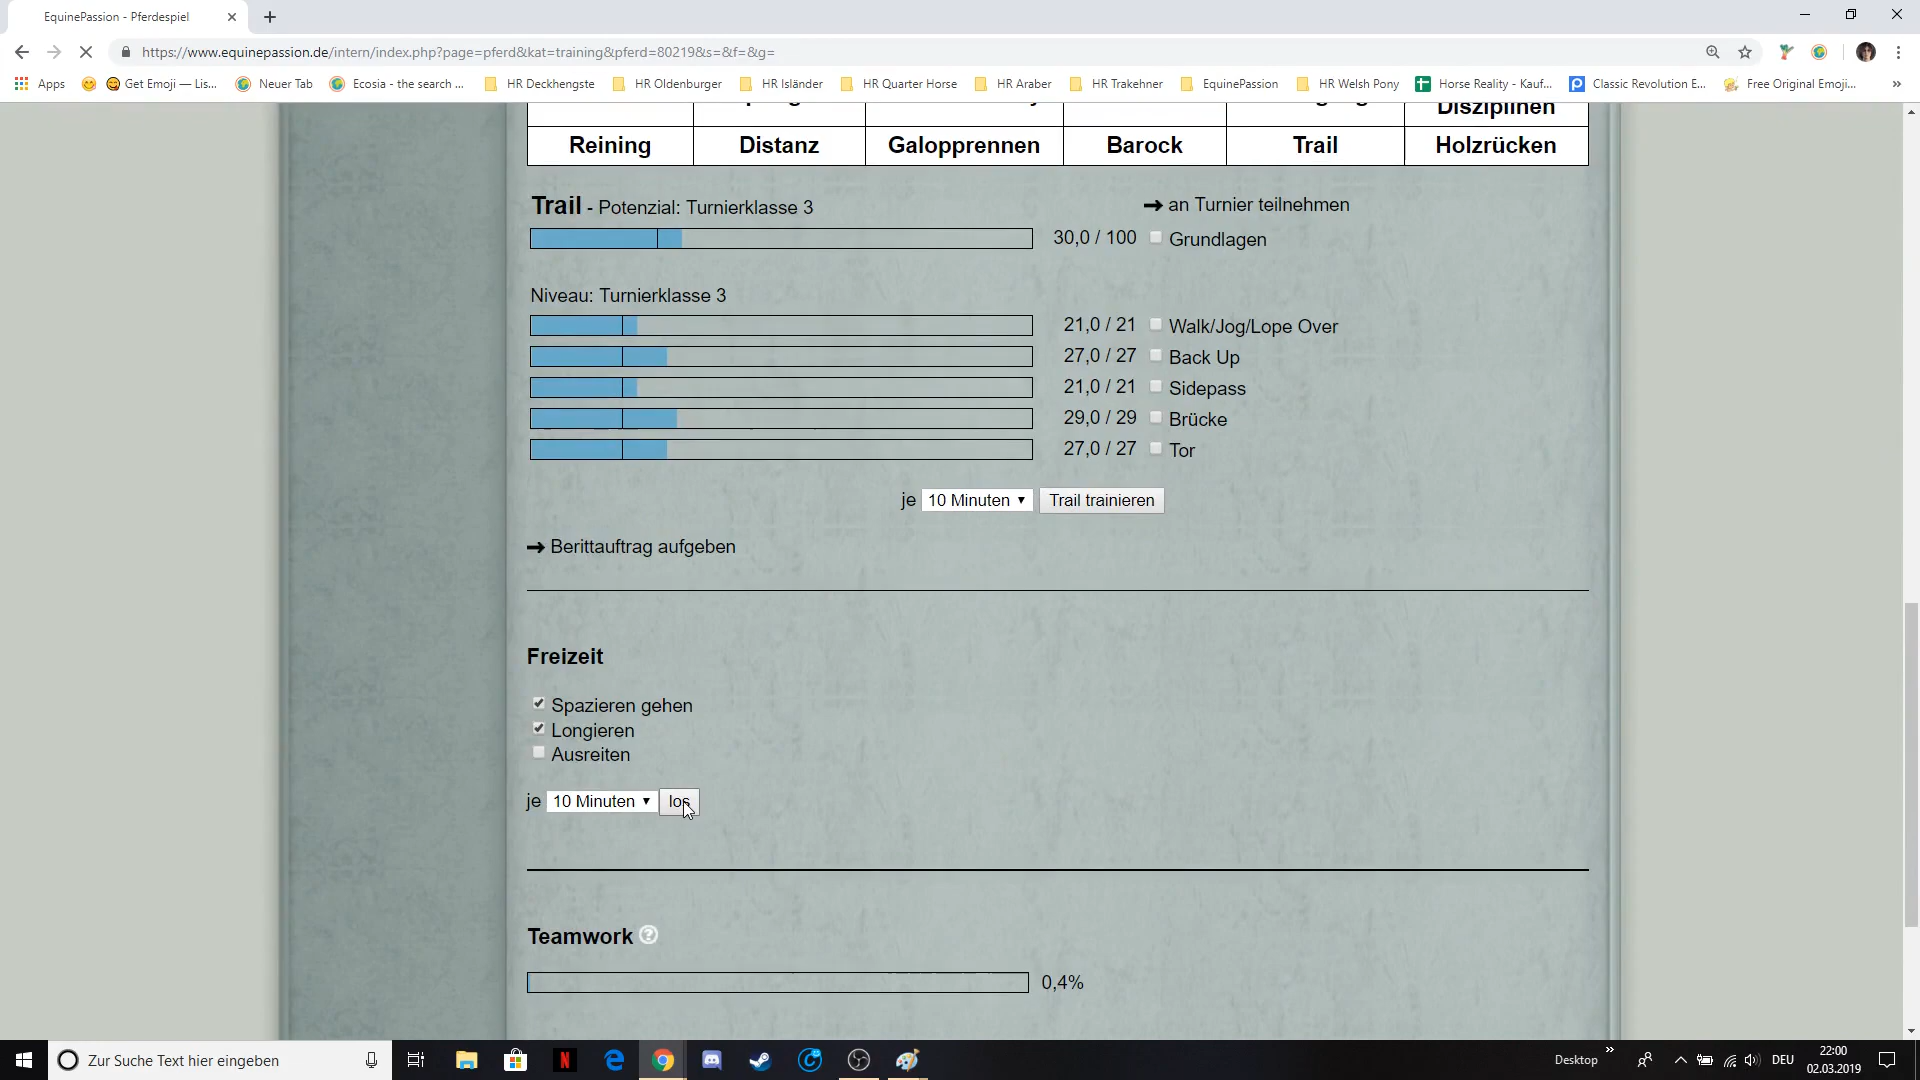 EquinePassion - Pferdespiel
https://www.equinepassion.de/intern/index.php?page=pferd&kat=training&pferd=80219&s=&f=&g=
Apps Get Emoji — Lis... Neuer Tab Ecosia - the search ... HR Deckhengste HR Oldenburger HR Isländer HR Quarter Horse HR Araber HR Trakehner EquinePassion HR Welsh Pony Horse Reality - Kauf... Classic Revolution E... Free Original Emoji... »
Disziplinen
Reining Distanz Galopprennen Barock Trail Holzrücken
Trail - Potenzial: Turnierklasse 3 an Turnier teilnehmen
30,0 / 100 Grundlagen
Niveau: Turnierklasse 3
21,0 / 21 Walk/Jog/Lope Over
27,0 / 27 Back Up
21,0 / 21 Sidepass
29,0 / 29 Brücke
27,0 / 27 Tor
je 10 Minuten Trail trainieren
Berittauftrag aufgeben
Freizeit
Spazieren gehen
Longieren
Ausreiten
je 10 Minuten los
Teamwork ?
0,4%
Zur Suche Text hier eingeben Desktop » DEU 22:00
02.03.2019